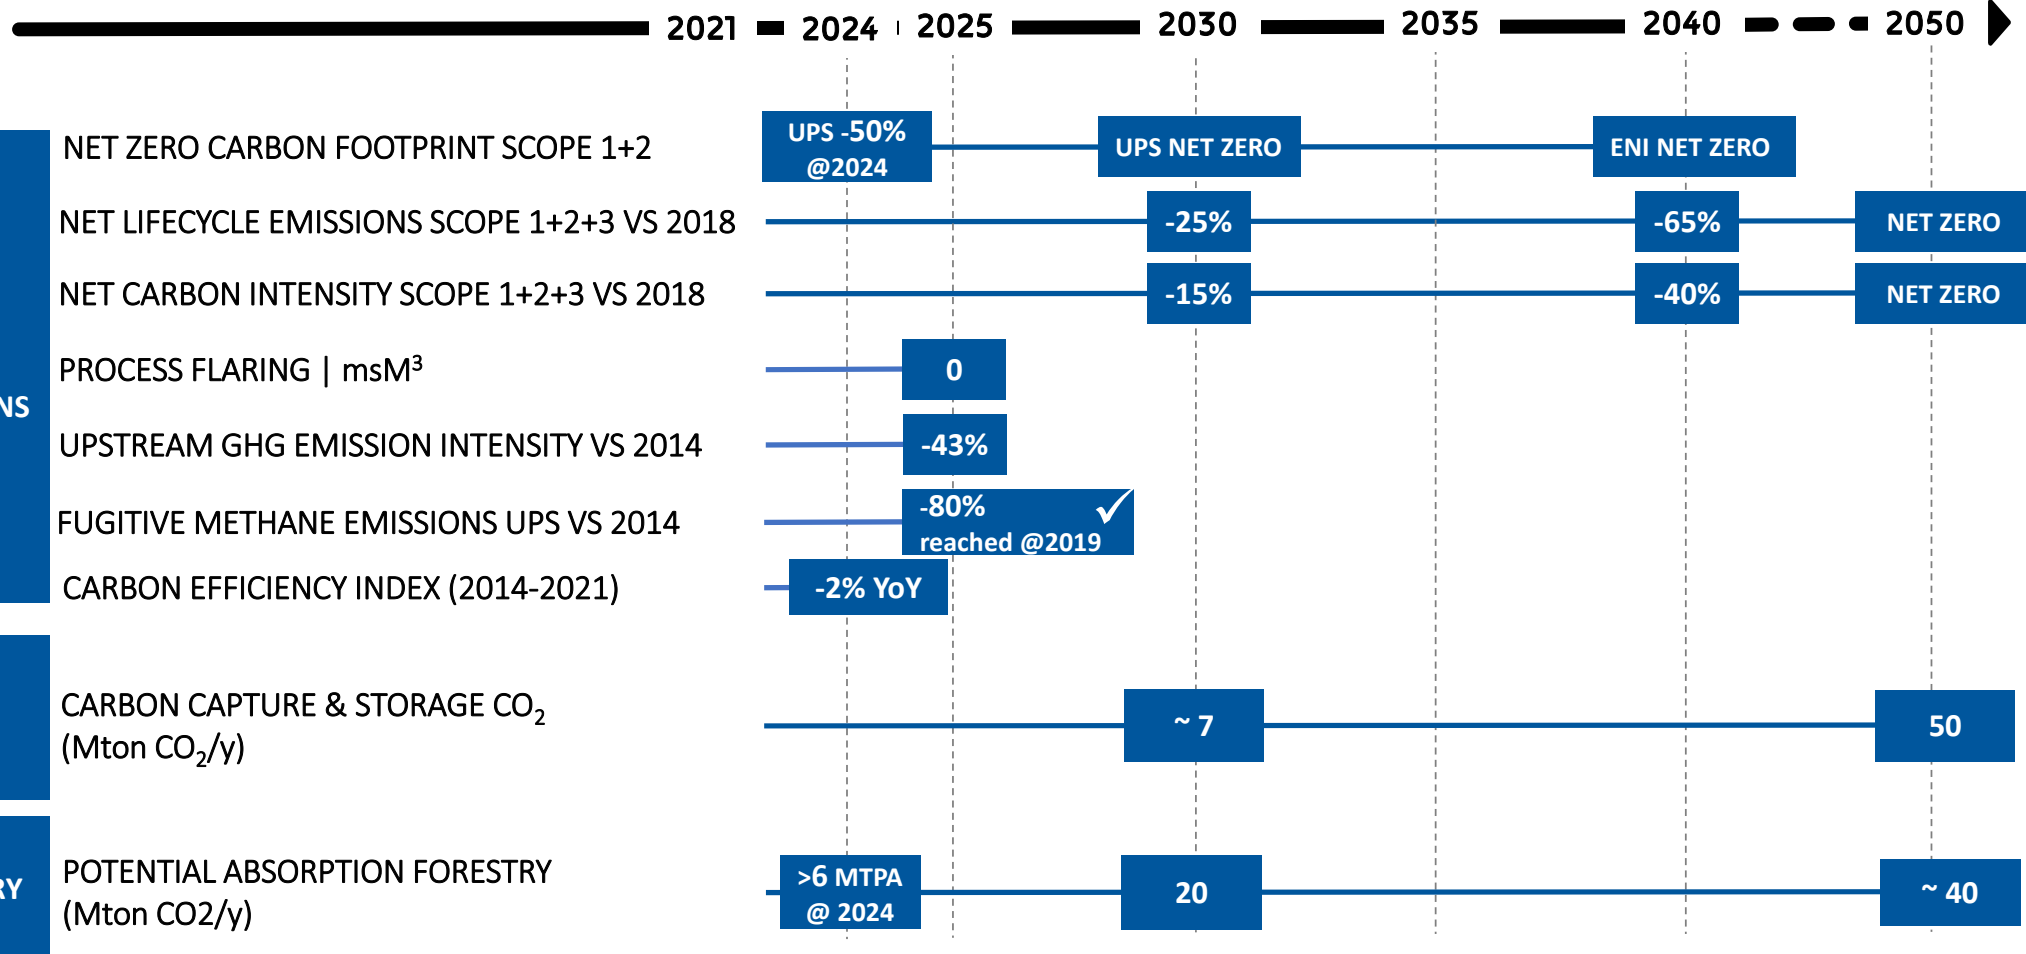 2021 2024 2025 2030 2035 2040 2050
NET ZERO CARBON FOOTPRINT SCOPE 1+2
UPS -50%
@2024
UPS NET ZERO
ENI NET ZERO
NET LIFECYCLE EMISSIONS SCOPE 1+2+3 VS 2018
-25%
-65%
NET ZERO
NET CARBON INTENSITY SCOPE 1+2+3 VS 2018
-15%
-40%
NET ZERO
PROCESS FLARING | msM³
0
NS
UPSTREAM GHG EMISSION INTENSITY VS 2014
-43%
FUGITIVE METHANE EMISSIONS UPS VS 2014
-80%
reached @2019
CARBON EFFICIENCY INDEX (2014-2021)
-2% YoY
CARBON CAPTURE & STORAGE CO₂
(Mton CO₂/y)
~ 7
50
RY
POTENTIAL ABSORPTION FORESTRY
(Mton CO2/y)
>6 MTPA
@ 2024
20
~ 40